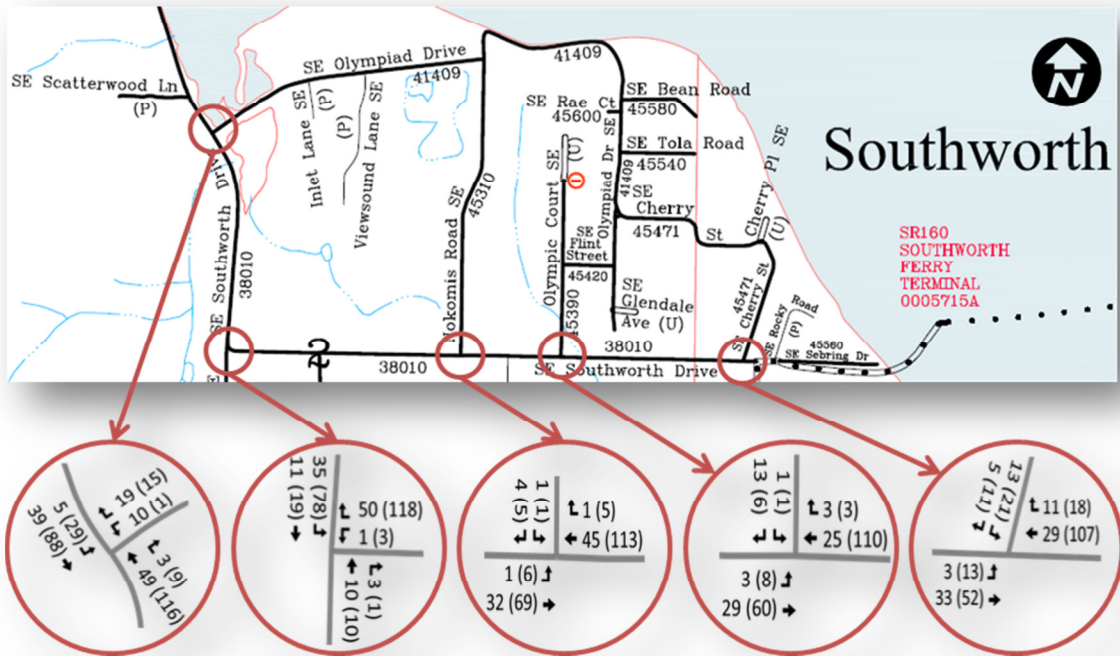 SE Scatterwood Ln
(P)
SE Olympiad Drive
41409
41409
SE Bean Road
45580
SE Rae Ct
45600
SE Tola Road
45540
Inlet Lane SE
(P)
Viewsound Lane SE
(P)
Nokomis Road SE
45310
Olympic Court SE
(U)
45390
Olympiad Dr SE
41409
SE
Cherry
St
45471
SE
Flint
Street
45420
SE
Glendale
Ave (U)
Cherry Pl SE
(U)
45471
SE Cherry St
SE Rocky Road
(P)
45560
SE Sebring Dr
SE Southworth Driv
38010
38010
38010
SE Southworth Drive
N
Southworth
SR160
SOUTHWORTH
FERRY
TERMINAL
0005715A
19 (15)
10 (1)
5 (29)
39 (88)
3 (9)
49 (116)
35 (78)
11 (19)
50 (118)
1 (3)
3 (1)
10 (10)
1 (1)
4 (5)
1 (5)
45 (113)
1 (6)
32 (69)
1 (1)
13 (6)
3 (3)
25 (110)
3 (8)
29 (60)
13 (21)
5 (11)
11 (18)
29 (107)
3 (13)
33 (52)